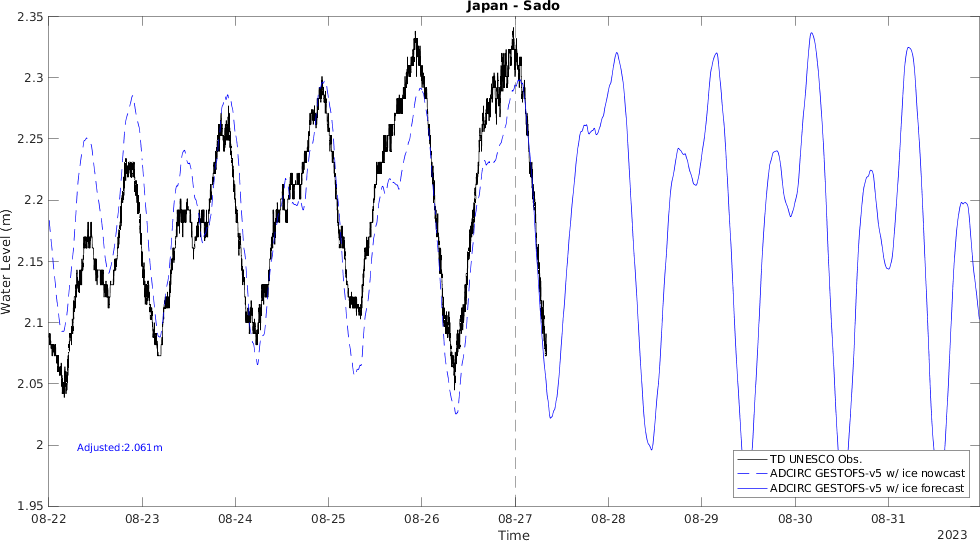 Japan - Sado
2.35
2.3
2.25
2.2
2.15
2.1
2.05
2
1.95
Water Level (m)
Adjusted:2.061m
TD UNESCO Obs.
ADCIRC GESTOFS-v5 w/ ice nowcast
ADCIRC GESTOFS-v5 w/ ice forecast
08-22 08-23 08-24 08-25 08-26 08-27 08-28 08-29 08-30 08-31
Time
2023